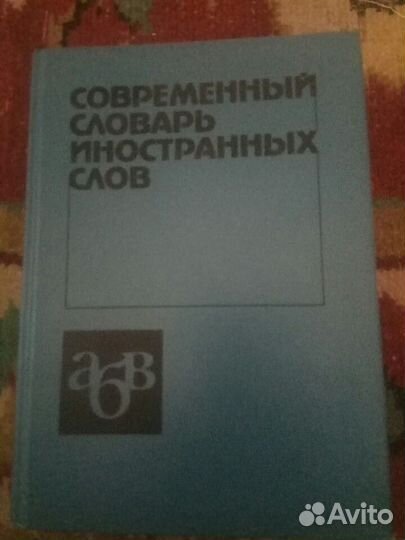 СОВРЕМЕННЫЙ
СЛОВАРЬ
ИНОСТРАННЫХ
СЛОВ
абв
Avito